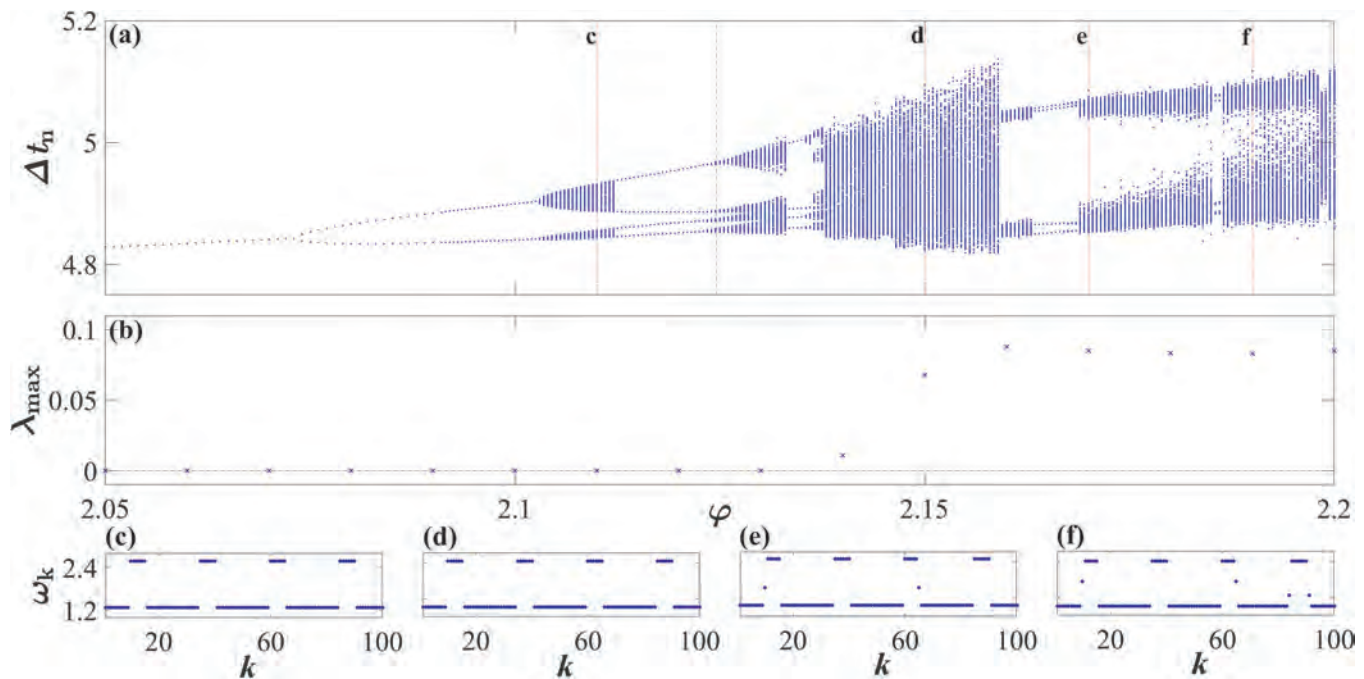 (a) c d e f
5.2
5
4.8
Δtₙ
(b)
0.1
0.05
0
λmax
2.05 2.1 φ 2.15 2.2
(c) (d) (e) (f)
2.4
1.2
ωk
20 60 100 20 60 100 20 60 100 20 60 100
k k k k